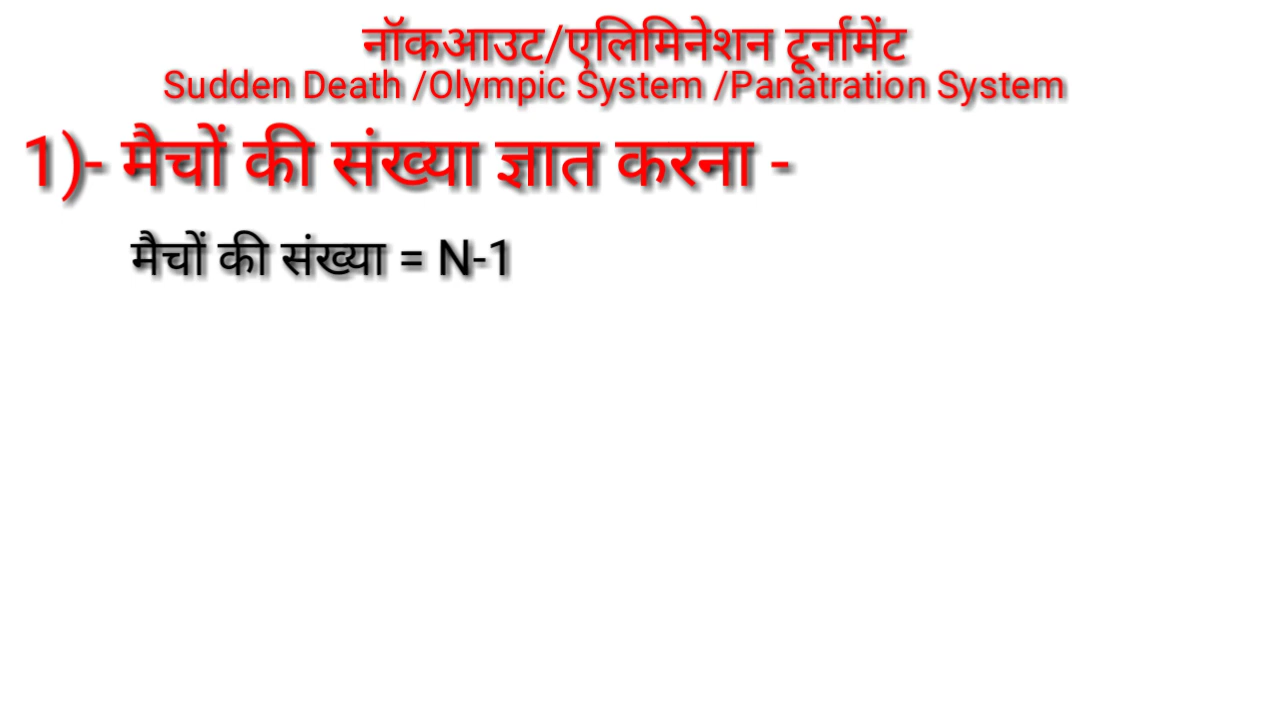 नॉकआउट/एलिमिनेशन टूर्नामेंट
Sudden Death /Olympic System /Panatration System
1)- मैचों की संख्या ज्ञात करना -
मैचों की संख्या = N-1